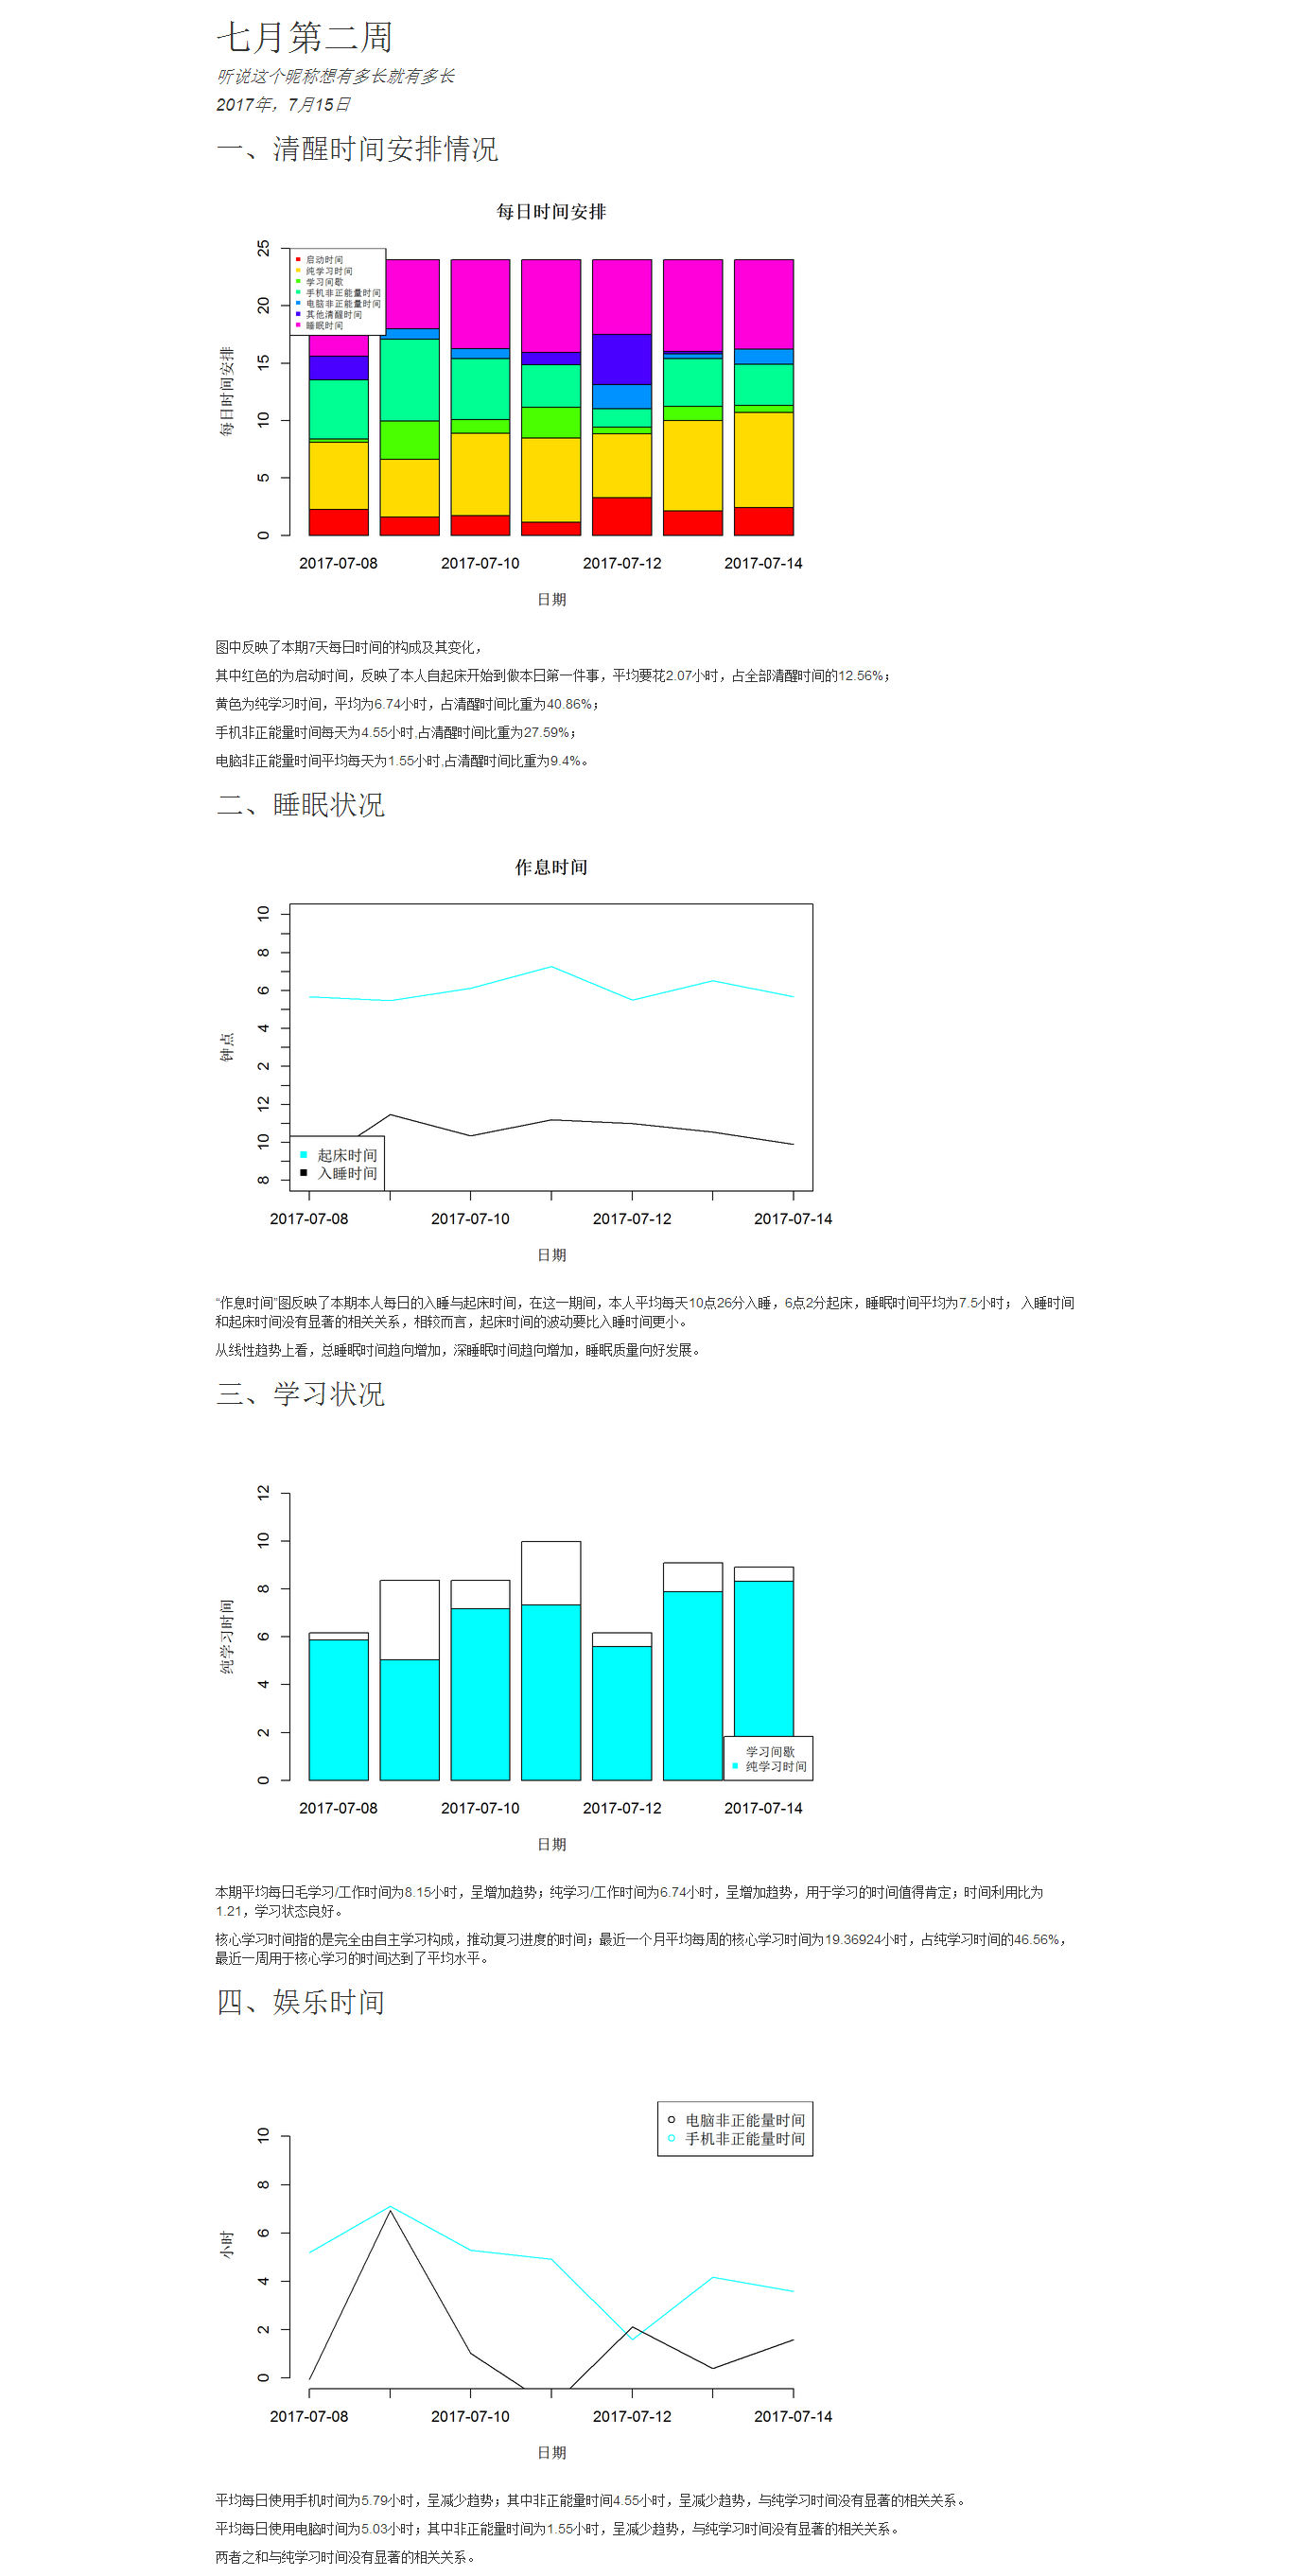 七月第二周
听说这个昵称想有多长就有多长
2017年，7月15日
一、清醒时间安排情况
每日时间安排
启动时间
纯学习时间
学习间歇
手机非正能量时间
电脑非正能量时间
其他清醒时间
睡眠时间
每日时间安排
25
20
15
10
5
0
2017-07-08
2017-07-10
2017-07-12
2017-07-14
日期
图中反映了本期7天每日时间的构成及其变化，
其中红色的为启动时间，反映了本人自起床开始到做本日第一件事，平均要花2.07小时，占全部清醒时间的12.56%；
黄色为纯学习时间，平均为6.74小时，占清醒时间比重为40.86%；
手机非正能量时间每天为4.55小时,占清醒时间比重为27.59%；
电脑非正能量时间平均每天为1.55小时,占清醒时间比重为9.4%。
二、睡眠状况
作息时间
钟点
10
8
6
4
2
12
10
8
起床时间
入睡时间
2017-07-08
2017-07-10
2017-07-12
2017-07-14
日期
“作息时间”图反映了本期本人每日的入睡与起床时间，在这一期间，本人平均每天10点26分入睡，6点2分起床，睡眠时间平均为7.5小时； 入睡时间
和起床时间没有显著的相关关系，相较而言，起床时间的波动要比入睡时间更小。
从线性趋势上看，总睡眠时间趋向增加，深睡眠时间趋向增加，睡眠质量向好发展。
三、学习状况
纯学习时间
12
10
8
6
4
2
0
学习间歇
纯学习时间
2017-07-08
2017-07-10
2017-07-12
2017-07-14
日期
本期平均每日毛学习/工作时间为8.15小时，呈增加趋势；纯学习/工作时间为6.74小时，呈增加趋势，用于学习的时间值得肯定；时间利用比为
1.21，学习状态良好。
核心学习时间指的是完全由自主学习构成，推动复习进度的时间；最近一个月平均每周的核心学习时间为19.36924小时，占纯学习时间的46.56%，
最近一周用于核心学习的时间达到了平均水平。
四、娱乐时间
电脑非正能量时间
手机非正能量时间
小时
10
8
6
4
2
0
2017-07-08
2017-07-10
2017-07-12
2017-07-14
日期
平均每日使用手机时间为5.79小时，呈减少趋势；其中非正能量时间4.55小时，呈减少趋势，与纯学习时间没有显著的相关关系。
平均每日使用电脑时间为5.03小时；其中非正能量时间为1.55小时，呈减少趋势，与纯学习时间没有显著的相关关系。
两者之和与纯学习时间没有显著的相关关系。